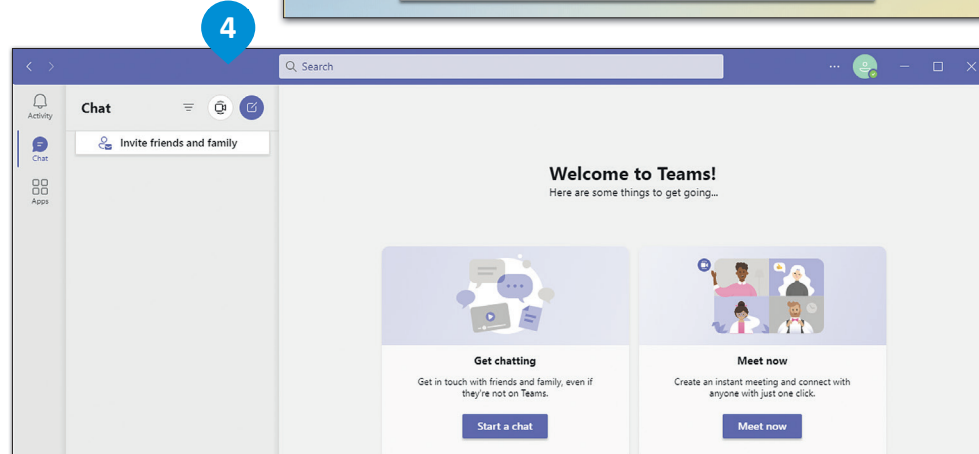 4
Search
Activity
Chat
Apps
Chat
Invite friends and family
Welcome to Teams!
Here are some things to get going...
Get chatting
Get in touch with friends and family, even if
they're not on Teams.
Start a chat
Meet now
Create an instant meeting and connect with
anyone with just one click.
Meet now